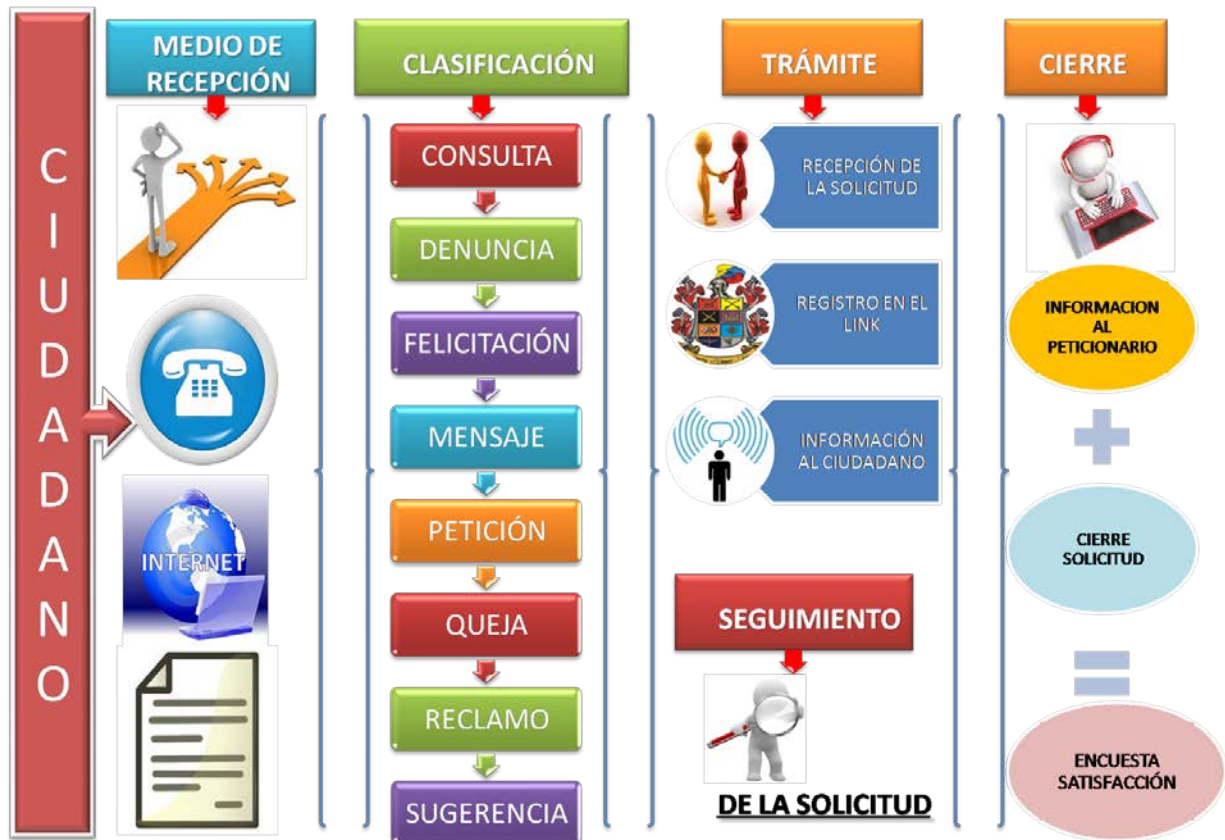 CIUDADANO
MEDIO DE
RECEPCIÓN
INTERNET
CLASIFICACIÓN
CONSULTA
DENUNCIA
FELICITACIÓN
MENSAJE
PETICIÓN
QUEJA
RECLAMO
SUGERENCIA
TRÁMITE
RECEPCIÓN DE
LA SOLICITUD
REGISTRO EN EL
LINK
INFORMACIÓN
AL CIUDADANO
SEGUIMIENTO
DE LA SOLICITUD
CIERRE
INFORMACION
AL
PETICIONARIO
CIERRE
SOLICITUD
ENCUESTA
SATISFACCIÓN